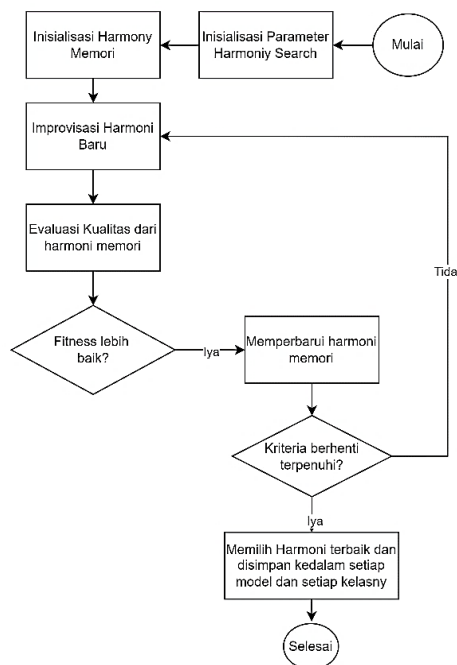 Mulai
Inisialisasi Parameter
Harmoniy Search
Inisialisasi Harmony
Memori
Improvisasi Harmoni
Baru
Evaluasi Kualitas dari
harmoni memori
Fitness lebih
baik?
Iya
Memperbarui harmoni
memori
Kriteria berhenti
terpenuhi?
Tida
Iya
Memilih Harmoni terbaik dan
disimpan kedalam setiap
model dan setiap kelasny
Selesai